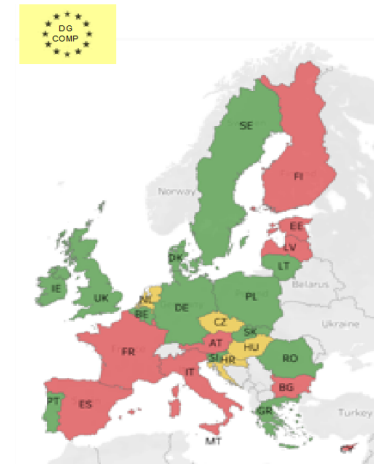 DG
COMP
SE
FI
Norway
EE
LV
DK
LT
IE
UK
NL
BE
DE
PL
Belarus
CZ
SK
Ukraine
FR
AT
HU
SI
HR
RO
IT
PT
ES
BG
GR
Turkey
MT